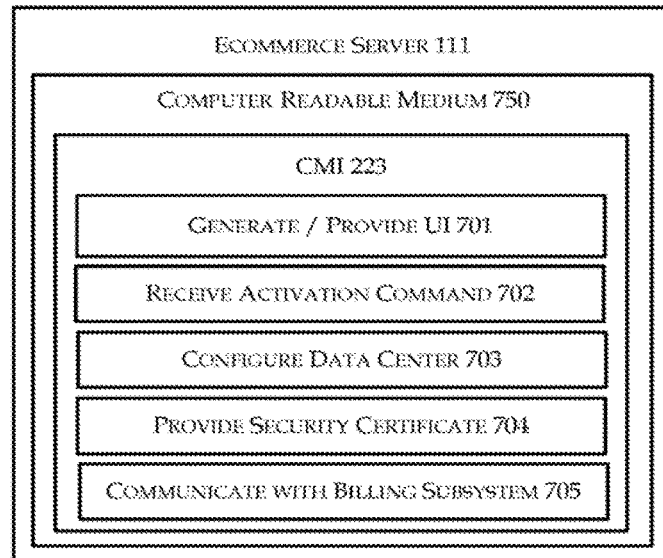 ECOMMERCE SERVER 111
COMPUTER READABLE MEDIUM 750
CMI 223
GENERATE / PROVIDE UI 701
RECEIVE ACTIVATION COMMAND 702
CONFIGURE DATA CENTER 703
PROVIDE SECURITY CERTIFICATE 704
COMMUNICATE WITH BILLING SUBSYSTEM 705